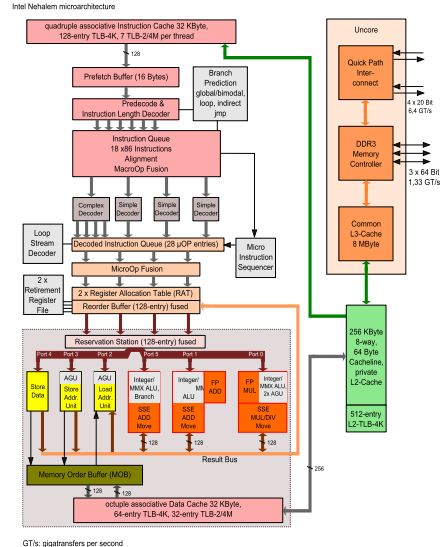 Intel Nehalem microarchitecture
quadruple associative Instruction Cache 32 KByte,
128-entry TLB-4K, 7 TLB-2/4M per thread
128
Prefetch Buffer (16 Bytes)
Predecode &
Instruction Length Decoder
Branch
Prediction
global/bimodal,
loop, indirect
jmp
Instruction Queue
18 x86 Instructions
Alignment
MacroOp Fusion
Complex
Decoder
Simple
Decoder
Simple
Decoder
Simple
Decoder
Loop
Stream
Decoder
Decoded Instruction Queue (28 µOP entries)
Micro
Instruction
Sequencer
MicroOp Fusion
2 x
Retirement
Register
File
2 x Register Allocation Table (RAT)
Reorder Buffer (128-entry) fused
Reservation Station (128-entry) fused
Port 4
Port 3
Port 2
Port 5
Port 1
Port 0
Store
Data
AGU
Store
Addr.
Unit
AGU
Load
Addr.
Unit
Integer/
MMX ALU,
Branch
SSE
ADD
Move
Integer/
MMX
ALU
FP
ADD
SSE
ADD
Move
FP
MUL
Integer/
MMX ALU,
2x AGU
SSE
MUL/DIV
Move
128
128
128
Result Bus
Memory Order Buffer (MOB)
128
128
256
octuple associative Data Cache 32 KByte,
64-entry TLB-4K, 32-entry TLB-2/4M
GT/s: gigatransfers per second
Uncore
Quick Path
Inter-
connect
4 x 20 Bit
6,4 GT/s
DDR3
Memory
Controller
3 x 64 Bit
1,33 GT/s
Common
L3-Cache
8 MByte
256 KByte
8-way,
64 Byte
Cacheline,
private
L2-Cache
512-entry
L2-TLB-4K